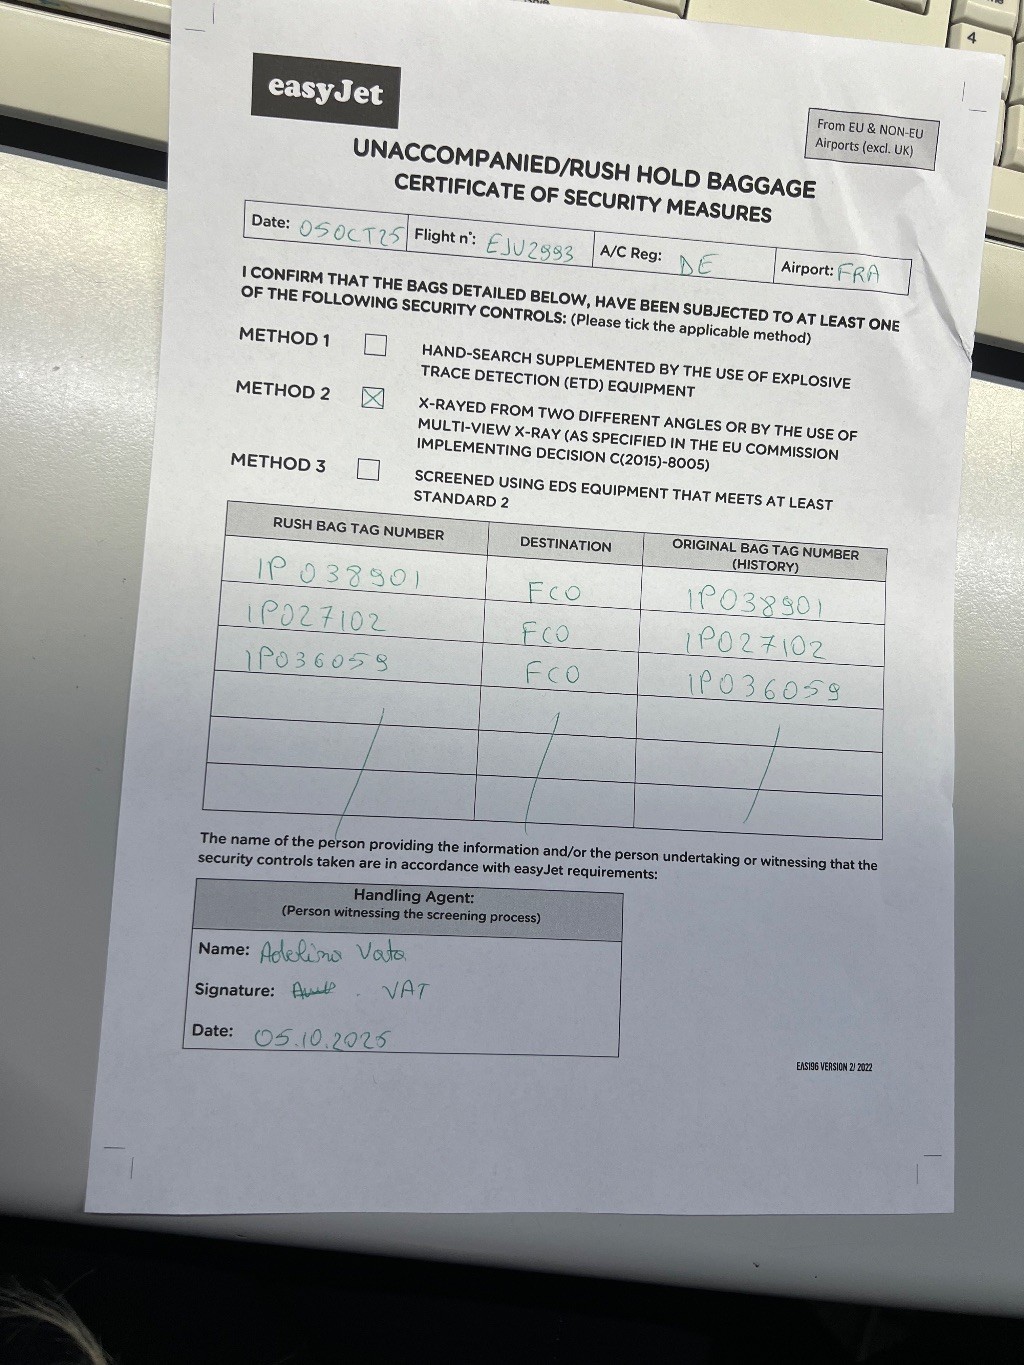 easyJet
From EU & NON-EU
Airports (excl. UK)
UNACCOMPANIED/RUSH HOLD BAGGAGE
CERTIFICATE OF SECURITY MEASURES
Date: 05OCT25 Flight n°: EJU2993 A/C Reg: DE Airport: FRA
I CONFIRM THAT THE BAGS DETAILED BELOW, HAVE BEEN SUBJECTED TO AT LEAST ONE
OF THE FOLLOWING SECURITY CONTROLS: (Please tick the applicable method)
METHOD 1 HAND-SEARCH SUPPLEMENTED BY THE USE OF EXPLOSIVE
TRACE DETECTION (ETD) EQUIPMENT
METHOD 2 X-RAYED FROM TWO DIFFERENT ANGLES OR BY THE USE OF
MULTI-VIEW X-RAY (AS SPECIFIED IN THE EU COMMISSION
IMPLEMENTING DECISION C(2015)-8005)
METHOD 3 SCREENED USING EDS EQUIPMENT THAT MEETS AT LEAST
STANDARD 2
RUSH BAG TAG NUMBER DESTINATION ORIGINAL BAG TAG NUMBER
(HISTORY)
1P038901 FCO 1P038901
1P027102 FCO 1P027102
1P036059 FCO 1P036059
The name of the person providing the information and/or the person undertaking or witnessing that the
security controls taken are in accordance with easyJet requirements:
Handling Agent:
(Person witnessing the screening process)
Name: Adelina Vata
Signature: VAT
Date: 05.10.2025
EAS196 VERSION 2/ 2022
4